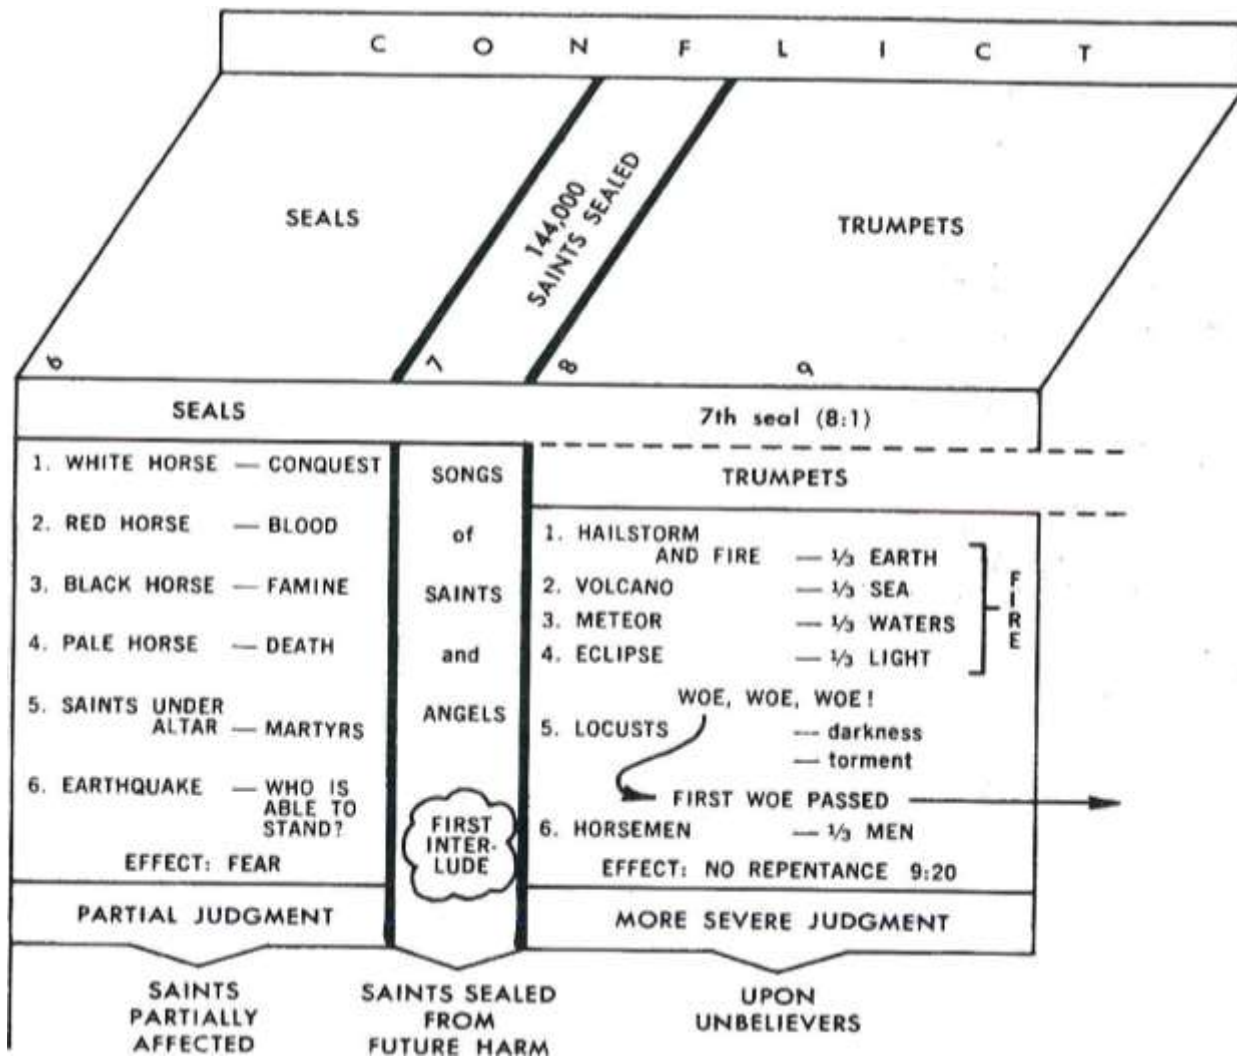 CONFLICT
SEALS
144,000
SAINTS SEALED
TRUMPETS
6
7
8
9
SEALS
7th seal (8:1)
1. WHITE HORSE — CONQUEST
2. RED HORSE — BLOOD
3. BLACK HORSE — FAMINE
4. PALE HORSE — DEATH
5. SAINTS UNDER
ALTAR — MARTYRS
6. EARTHQUAKE — WHO IS
ABLE TO
STAND?
EFFECT: FEAR
PARTIAL JUDGMENT
SAINTS
PARTIALLY
AFFECTED
SONGS
of
SAINTS
and
ANGELS
FIRST
INTER-
LUDE
SAINTS SEALED
FROM
FUTURE HARM
TRUMPETS
1. HAILSTORM
AND FIRE — ⅓ EARTH
2. VOLCANO — ⅓ SEA
3. METEOR — ⅓ WATERS
4. ECLIPSE — ⅓ LIGHT
FIRE
WOE, WOE, WOE!
5. LOCUSTS — darkness
— torment
FIRST WOE PASSED
6. HORSEMEN — ⅓ MEN
EFFECT: NO REPENTANCE 9:20
MORE SEVERE JUDGMENT
UPON
UNBELIEVERS